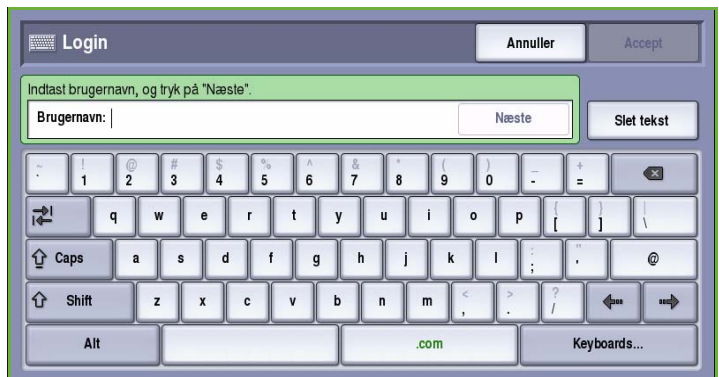 Login
Annuller
Accept
Indtast brugernavn, og tryk på "Næste".
Brugernavn:
Næste
Slet tekst
~ ! @ # $ % ^ & * ( ) _ +
` 1 2 3 4 5 6 7 8 9 0 - =
q w e r t y u i o p { [ } ] | \
Caps a s d f g h j k l : ; " ' @
Shift z x c v b n m < , > . ? /
Alt .com Keyboards...